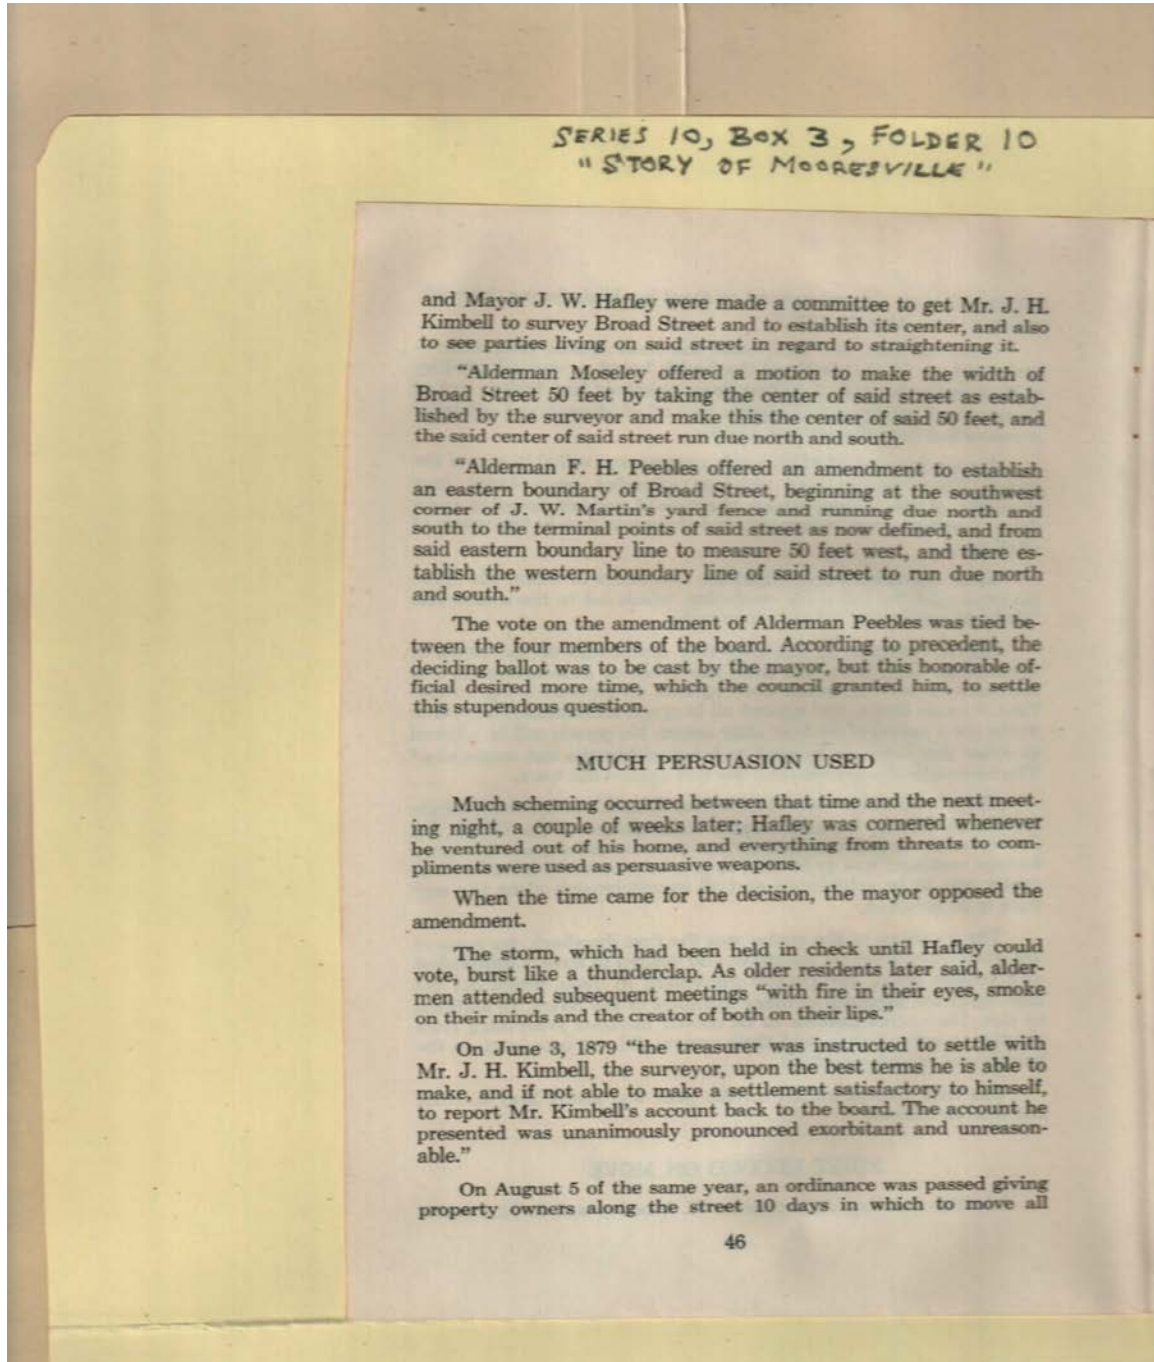 SERIES 10, BOX 3, FOLDER 10
"STORY OF MOORESVILLE"
and Mayor J. W. Hafley were made a committee to get Mr. J. H.
Kimbell to survey Broad Street and to establish its center, and also
to see parties living on said street in regard to straightening it.
“Alderman Moseley offered a motion to make the width of
Broad Street 50 feet by taking the center of said street as estab-
lished by the surveyor and make this the center of said 50 feet, and
the said center of said street run due north and south.
“Alderman F. H. Peebles offered an amendment to establish
an eastern boundary of Broad Street, beginning at the southwest
corner of J. W. Martin’s yard fence and running due north and
south to the terminal points of said street as now defined, and from
said eastern boundary line to measure 50 feet west, and there es-
tablish the western boundary line of said street to run due north
and south.”
The vote on the amendment of Alderman Peebles was tied be-
tween the four members of the board. According to precedent, the
deciding ballot was to be cast by the mayor, but this honorable of-
ficial desired more time, which the council granted him, to settle
this stupendous question.
MUCH PERSUASION USED
Much scheming occurred between that time and the next meet-
ing night, a couple of weeks later; Hafley was cornered whenever
he ventured out of his home, and everything from threats to com-
pliments were used as persuasive weapons.
When the time came for the decision, the mayor opposed the
amendment.
The storm, which had been held in check until Hafley could
vote, burst like a thunderclap. As older residents later said, alder-
men attended subsequent meetings “with fire in their eyes, smoke
on their minds and the creator of both on their lips.”
On June 3, 1879 “the treasurer was instructed to settle with
Mr. J. H. Kimbell, the surveyor, upon the best terms he is able to
make, and if not able to make a settlement satisfactory to himself,
to report Mr. Kimbell’s account back to the board. The account he
presented was unanimously pronounced exorbitant and unreason-
able.”
On August 5 of the same year, an ordinance was passed giving
property owners along the street 10 days in which to move all
46